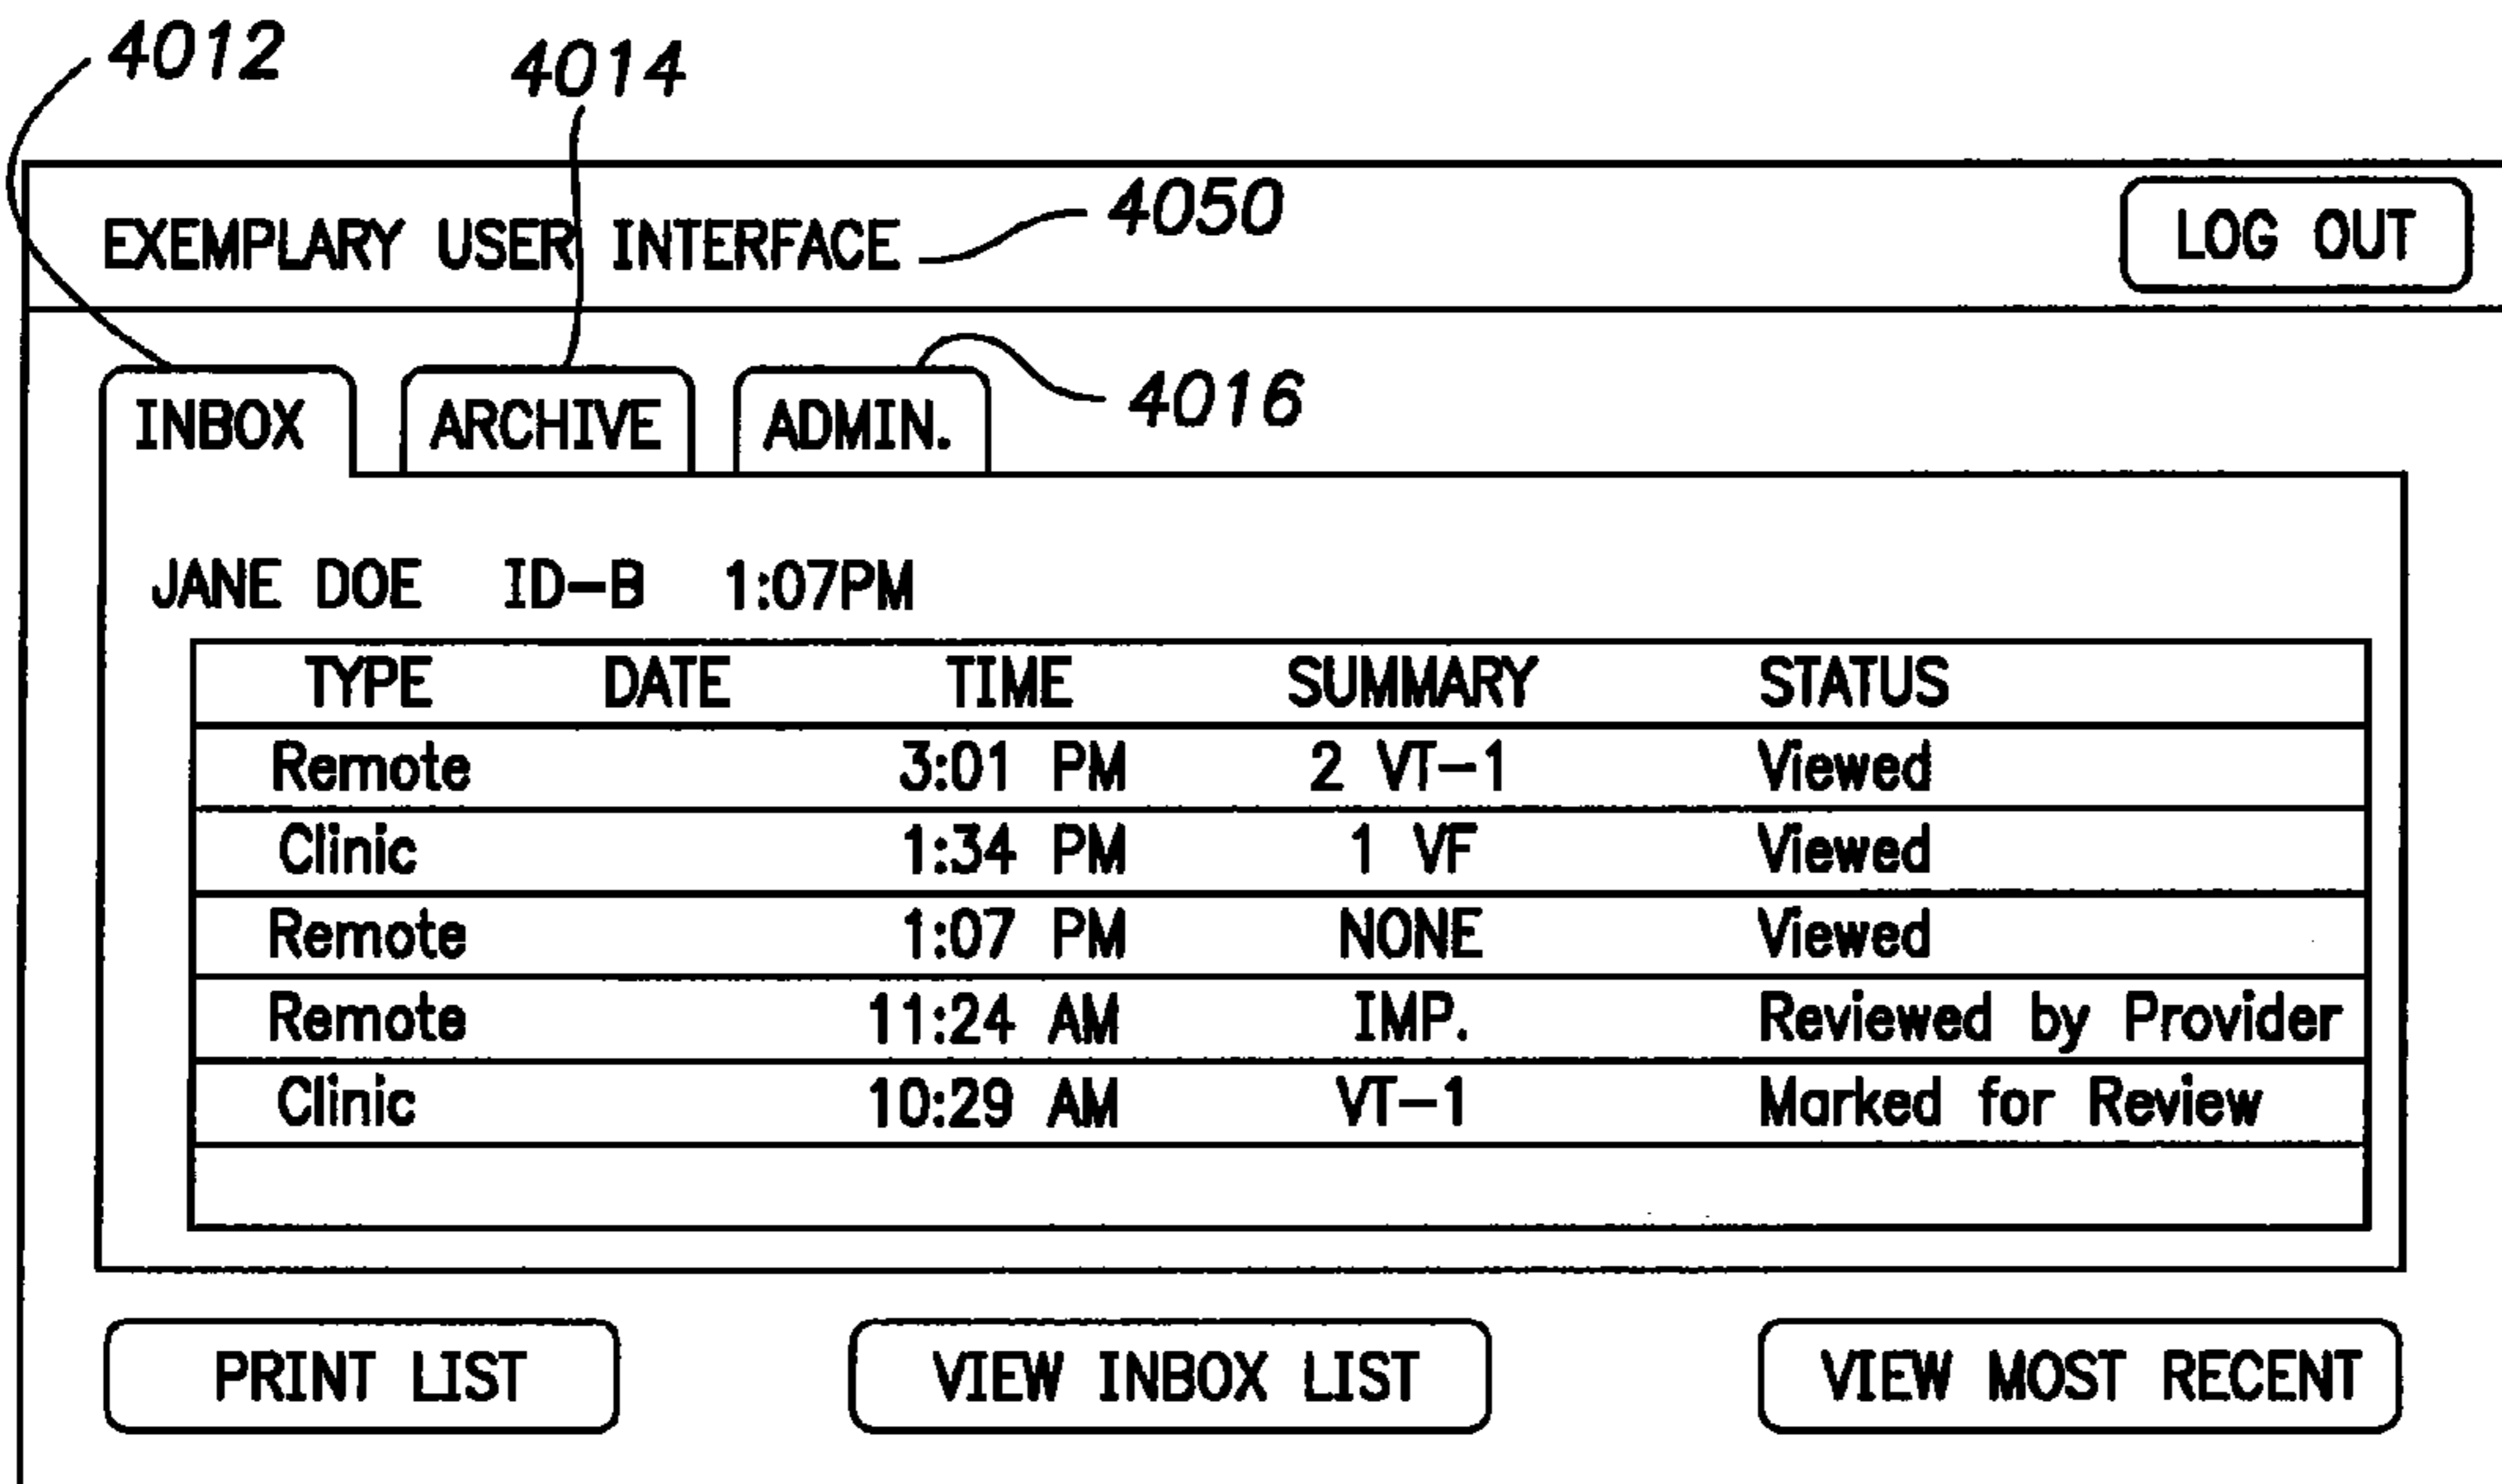 4012 4014
EXEMPLARY USER INTERFACE 4050 LOG OUT
INBOX ARCHIVE ADMIN. 4016
JANE DOE ID-B 1:07PM
TYPE DATE TIME SUMMARY STATUS
Remote 3:01 PM 2 VT-1 Viewed
Clinic 1:34 PM 1 VF Viewed
Remote 1:07 PM NONE Viewed
Remote 11:24 AM IMP. Reviewed by Provider
Clinic 10:29 AM VT-1 Marked for Review
PRINT LIST VIEW INBOX LIST VIEW MOST RECENT